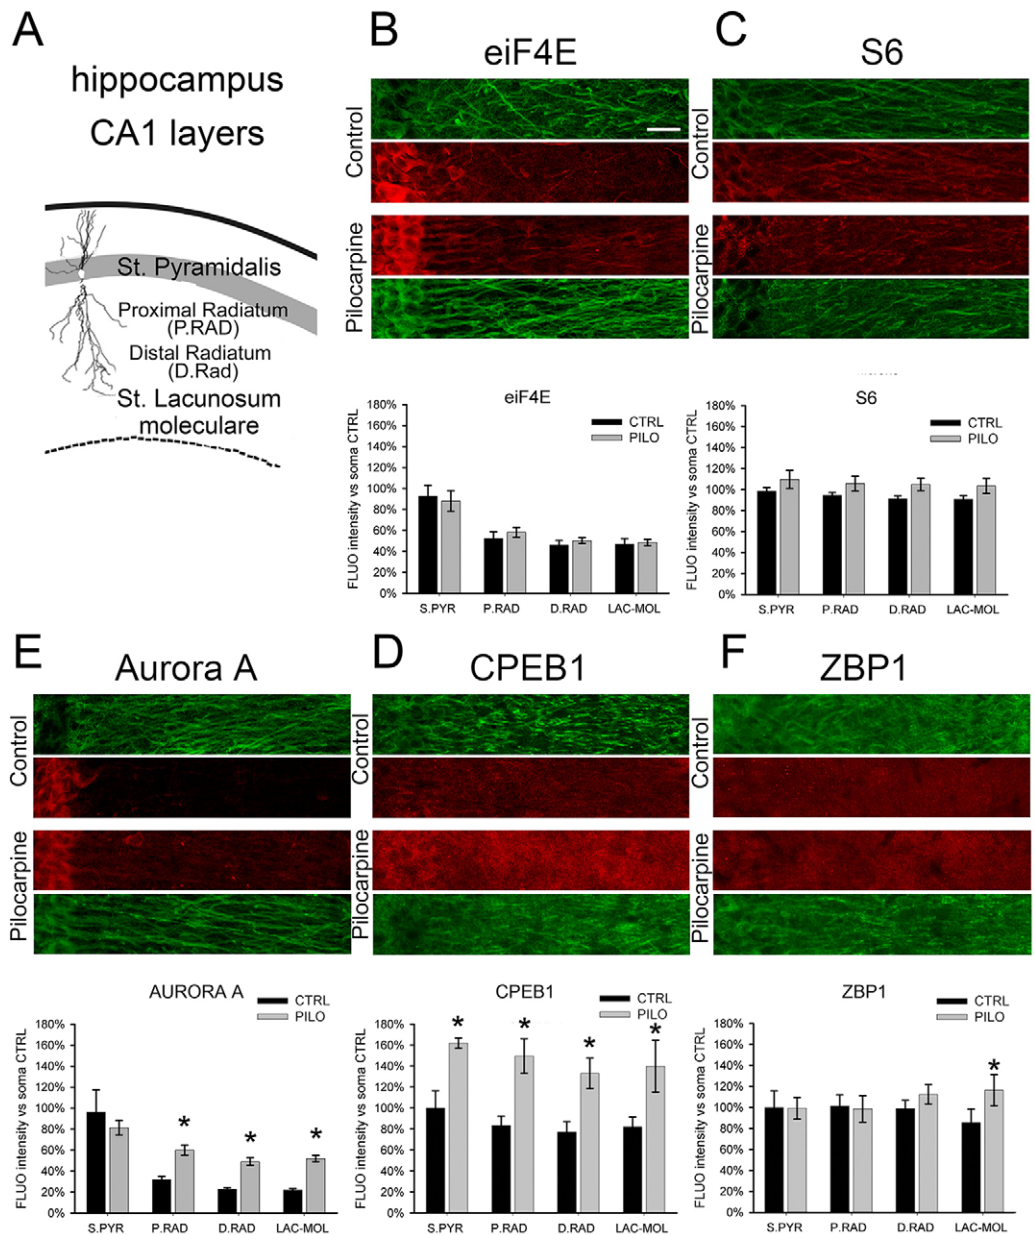 A
hippocampus
CA1 layers
St. Pyramidalis
Proximal Radiatum
(P.RAD)
Distal Radiatum
(D.Rad)
St. Lacunosum
moleculare
B
eiF4E
Control
Pilocarpine
C
S6
Control
Pilocarpine
eiF4E
CTRL
PILO
FLUO intensity vs soma CTRL
180%
160%
140%
120%
100%
80%
60%
40%
20%
0%
S.PYR P.RAD D.RAD LAC-MOL
S6
CTRL
PILO
FLUO intensity vs soma CTRL
180%
160%
140%
120%
100%
80%
60%
40%
20%
0%
S.PYR P.RAD D.RAD LAC-MOL
E
Aurora A
Control
Pilocarpine
D
CPEB1
Control
Pilocarpine
F
ZBP1
Control
Pilocarpine
AURORA A
CTRL
PILO
FLUO intensity vs soma CTRL
180%
160%
140%
120%
100%
80%
60%
40%
20%
0%
* * *
S.PYR P.RAD D.RAD LAC-MOL
CPEB1
CTRL
PILO
FLUO intensity vs soma CTRL
180%
160%
140%
120%
100%
80%
60%
40%
20%
0%
* * * *
S.PYR P.RAD D.RAD LAC-MOL
ZBP1
CTRL
PILO
FLUO intensity vs soma CTRL
180%
160%
140%
120%
100%
80%
60%
40%
20%
0%
*
S.PYR P.RAD D.RAD LAC-MOL